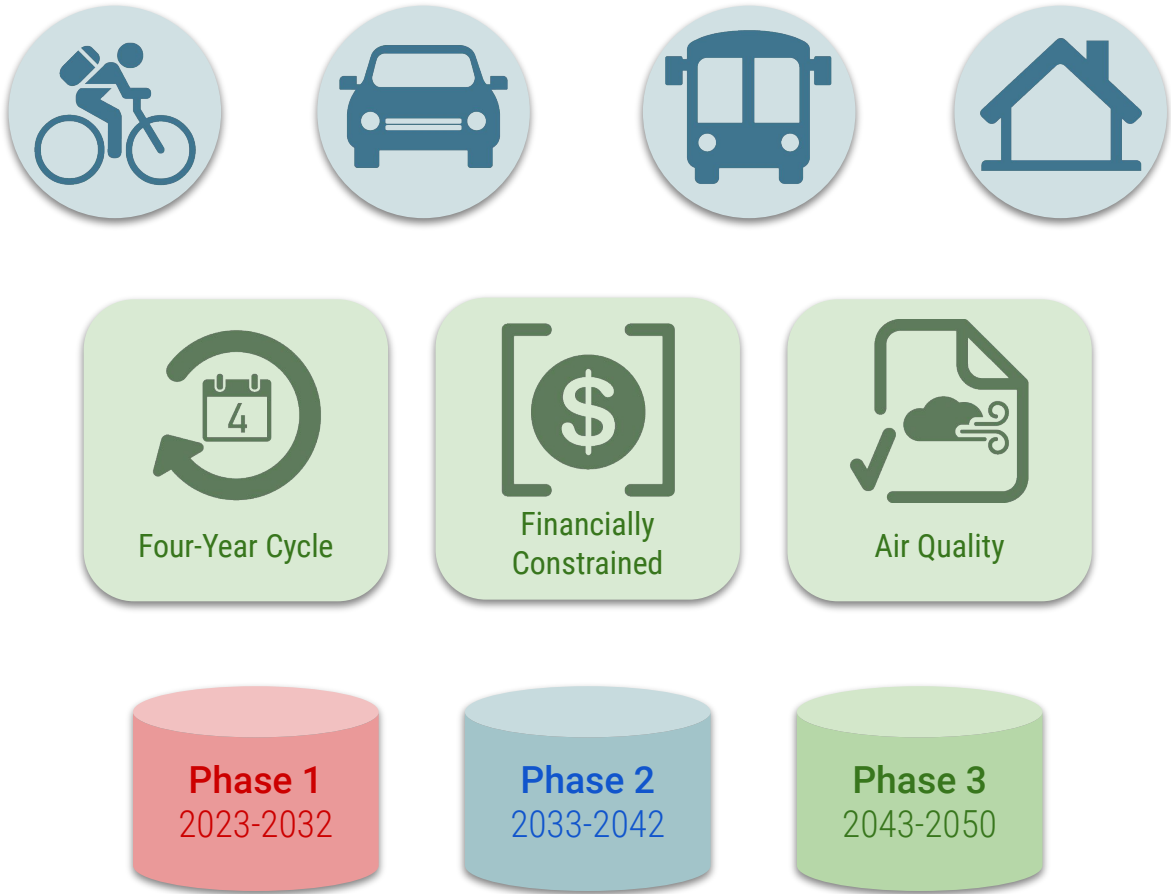 4
$
Four-Year Cycle
Financially
Constrained
Air Quality
Phase 1
2023-2032
Phase 2
2033-2042
Phase 3
2043-2050